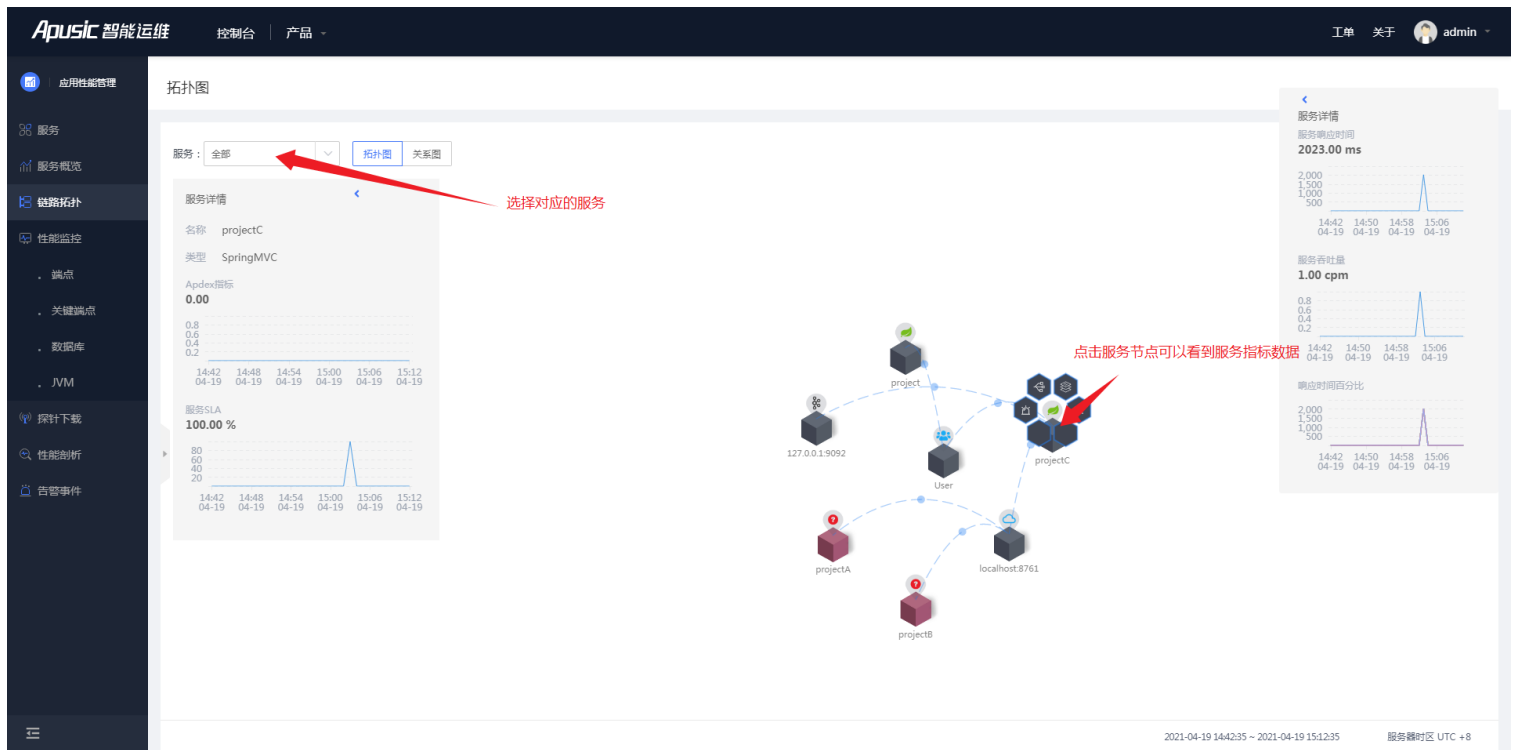 Apusic 智能运维
控制台
产品
工单
关于
admin
应用性能管理
服务
服务概览
链路拓扑
性能监控
端点
关键端点
数据库
JVM
探针下载
性能剖析
告警事件
拓扑图
服务：
全部
拓扑图
关系图
选择对应的服务
服务详情
名称 projectC
类型 SpringMVC
Apdex指标
0.00
0.8
0.6
0.4
0.2
14:42 14:48 14:54 15:00 15:06 15:12
04-19 04-19 04-19 04-19 04-19 04-19
服务SLA
100.00 %
80
60
40
20
14:42 14:48 14:54 15:00 15:06 15:12
04-19 04-19 04-19 04-19 04-19 04-19
project
127.0.0.1:9092
User
projectC
projectA
localhost:8761
projectB
点击服务节点可以看到服务指标数据
服务详情
服务响应时间
2023.00 ms
2,000
1,500
1,000
500
14:42 14:50 14:58 15:06
04-19 04-19 04-19 04-19
服务吞吐量
1.00 cpm
0.8
0.6
0.4
0.2
14:42 14:50 14:58 15:06
04-19 04-19 04-19 04-19
响应时间百分比
2,000
1,500
1,000
500
14:42 14:50 14:58 15:06
04-19 04-19 04-19 04-19
2021-04-19 14:42:35 ~ 2021-04-19 15:12:35
服务器时区 UTC +8